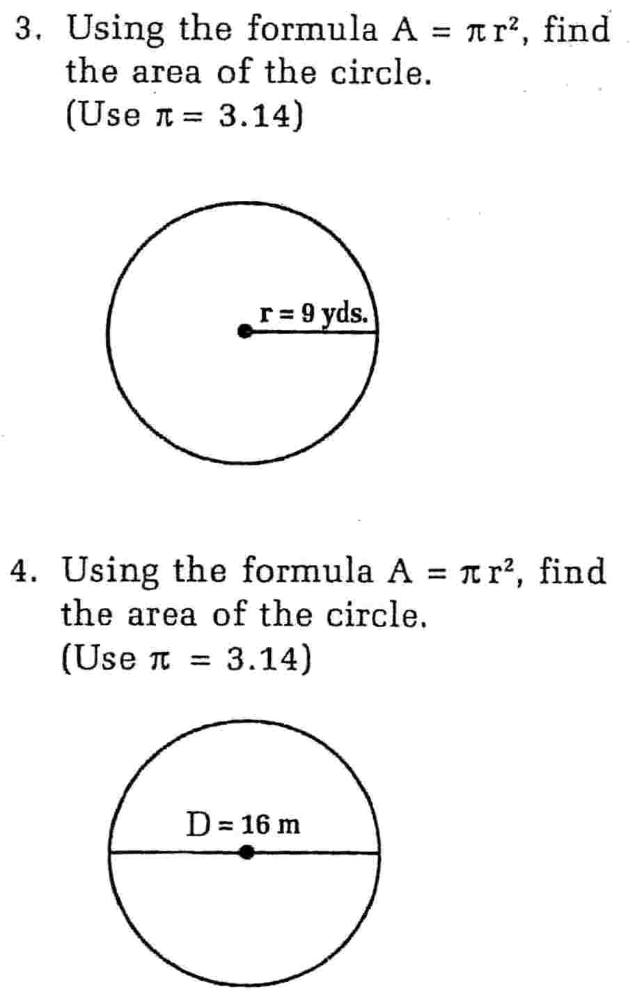 3. Using the formula A = πr², find
the area of the circle.
(Use π = 3.14)
r = 9 yds.
4. Using the formula A = πr², find
the area of the circle.
(Use π = 3.14)
D = 16 m